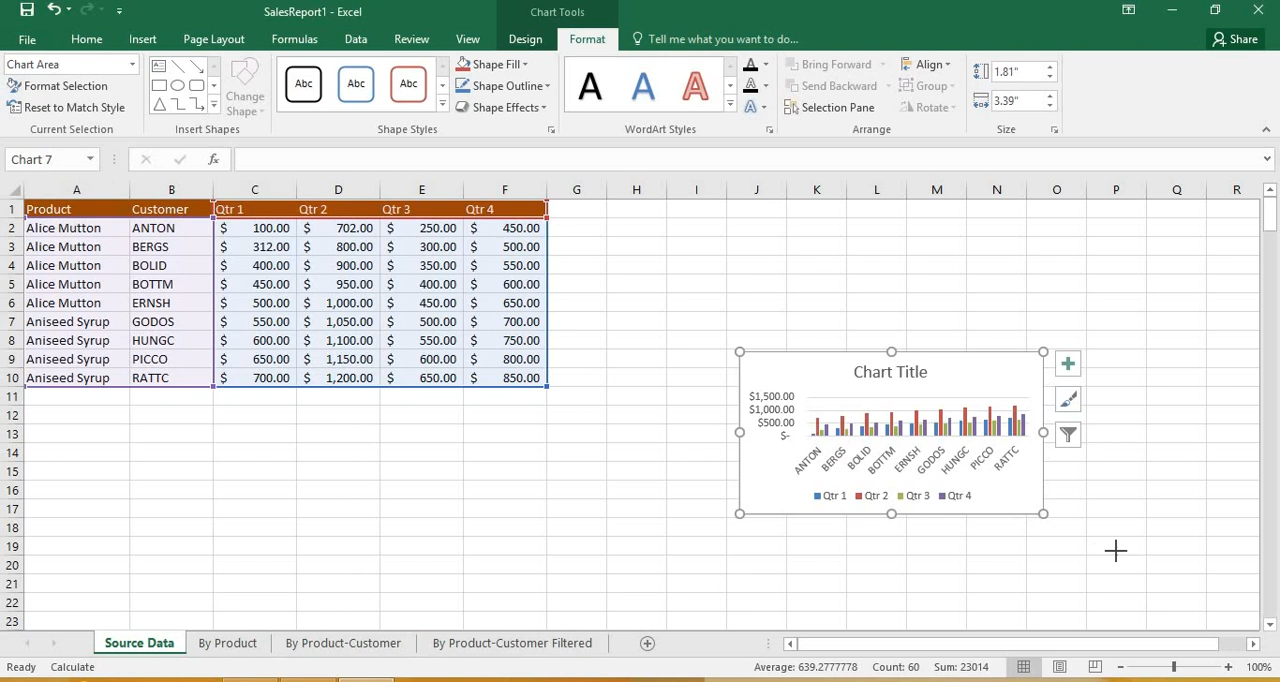 SalesReport1 - Excel
Chart Tools
File Home Insert Page Layout Formulas Data Review View Design Format Tell me what you want to do... Share
Chart Area
Format Selection
Reset to Match Style
Current Selection
Change
Shape
Insert Shapes
Abc Abc Abc
Shape Fill
Shape Outline
Shape Effects
Shape Styles
A A A
WordArt Styles
Bring Forward
Send Backward
Selection Pane
Align
Group
Rotate
Arrange
1.81"
3.39"
Size
Chart 7
fx
A B C D E F G H I J K L M N O P Q R
1 Product Customer Qtr 1 Qtr 2 Qtr 3 Qtr 4
2 Alice Mutton ANTON $ 100.00 $ 702.00 $ 250.00 $ 450.00
3 Alice Mutton BERGS $ 312.00 $ 800.00 $ 300.00 $ 500.00
4 Alice Mutton BOLID $ 400.00 $ 900.00 $ 350.00 $ 550.00
5 Alice Mutton BOTTM $ 450.00 $ 950.00 $ 400.00 $ 600.00
6 Alice Mutton ERNSH $ 500.00 $ 1,000.00 $ 450.00 $ 650.00
7 Aniseed Syrup GODOS $ 550.00 $ 1,050.00 $ 500.00 $ 700.00
8 Aniseed Syrup HUNGC $ 600.00 $ 1,100.00 $ 550.00 $ 750.00
9 Aniseed Syrup PICCO $ 650.00 $ 1,150.00 $ 600.00 $ 800.00
10 Aniseed Syrup RATTC $ 700.00 $ 1,200.00 $ 650.00 $ 850.00
11
12
13
14
15
16
17
18
19
20
21
22
23
Chart Title
$1,500.00
$1,000.00
$500.00
$-
ANTON BERGS BOLID BOTTM ERNSH GODOS HUNGC PICCO RATTC
Qtr 1 Qtr 2 Qtr 3 Qtr 4
Source Data By Product By Product-Customer By Product-Customer Filtered
Ready Calculate Average: 639.2777778 Count: 60 Sum: 23014 100%